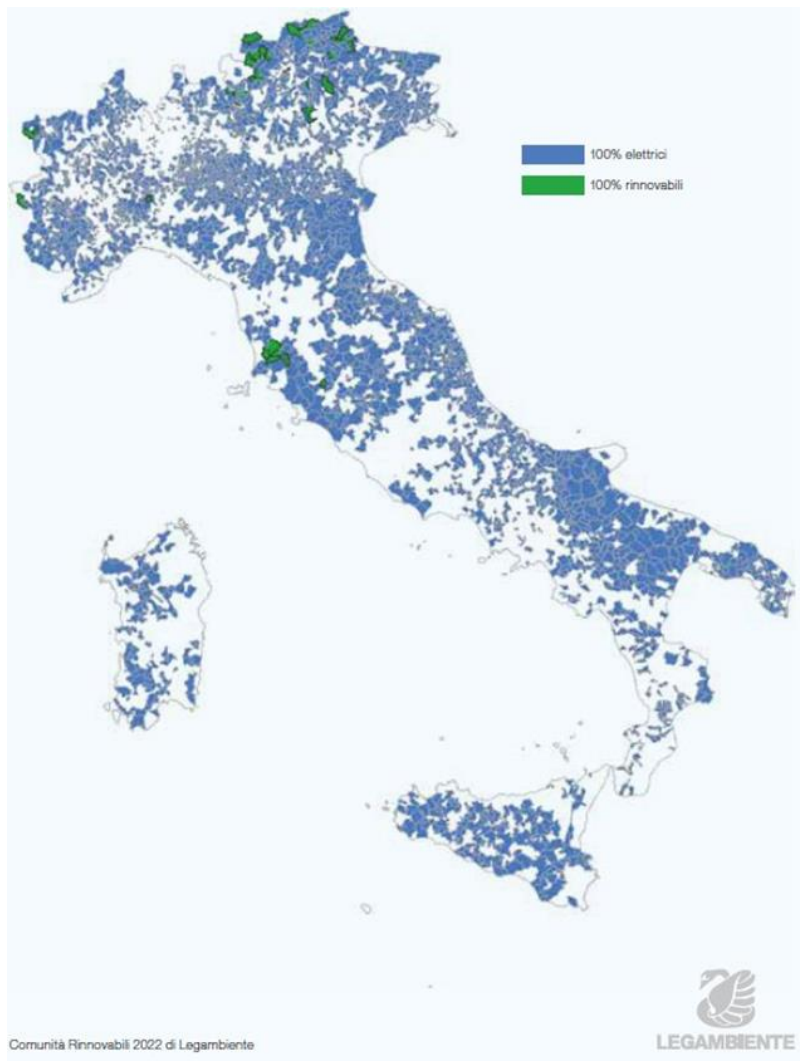 100% elettrici
100% rinnovabili
Comunità Rinnovabili 2022 di Legambiente
LEGAMBIENTE